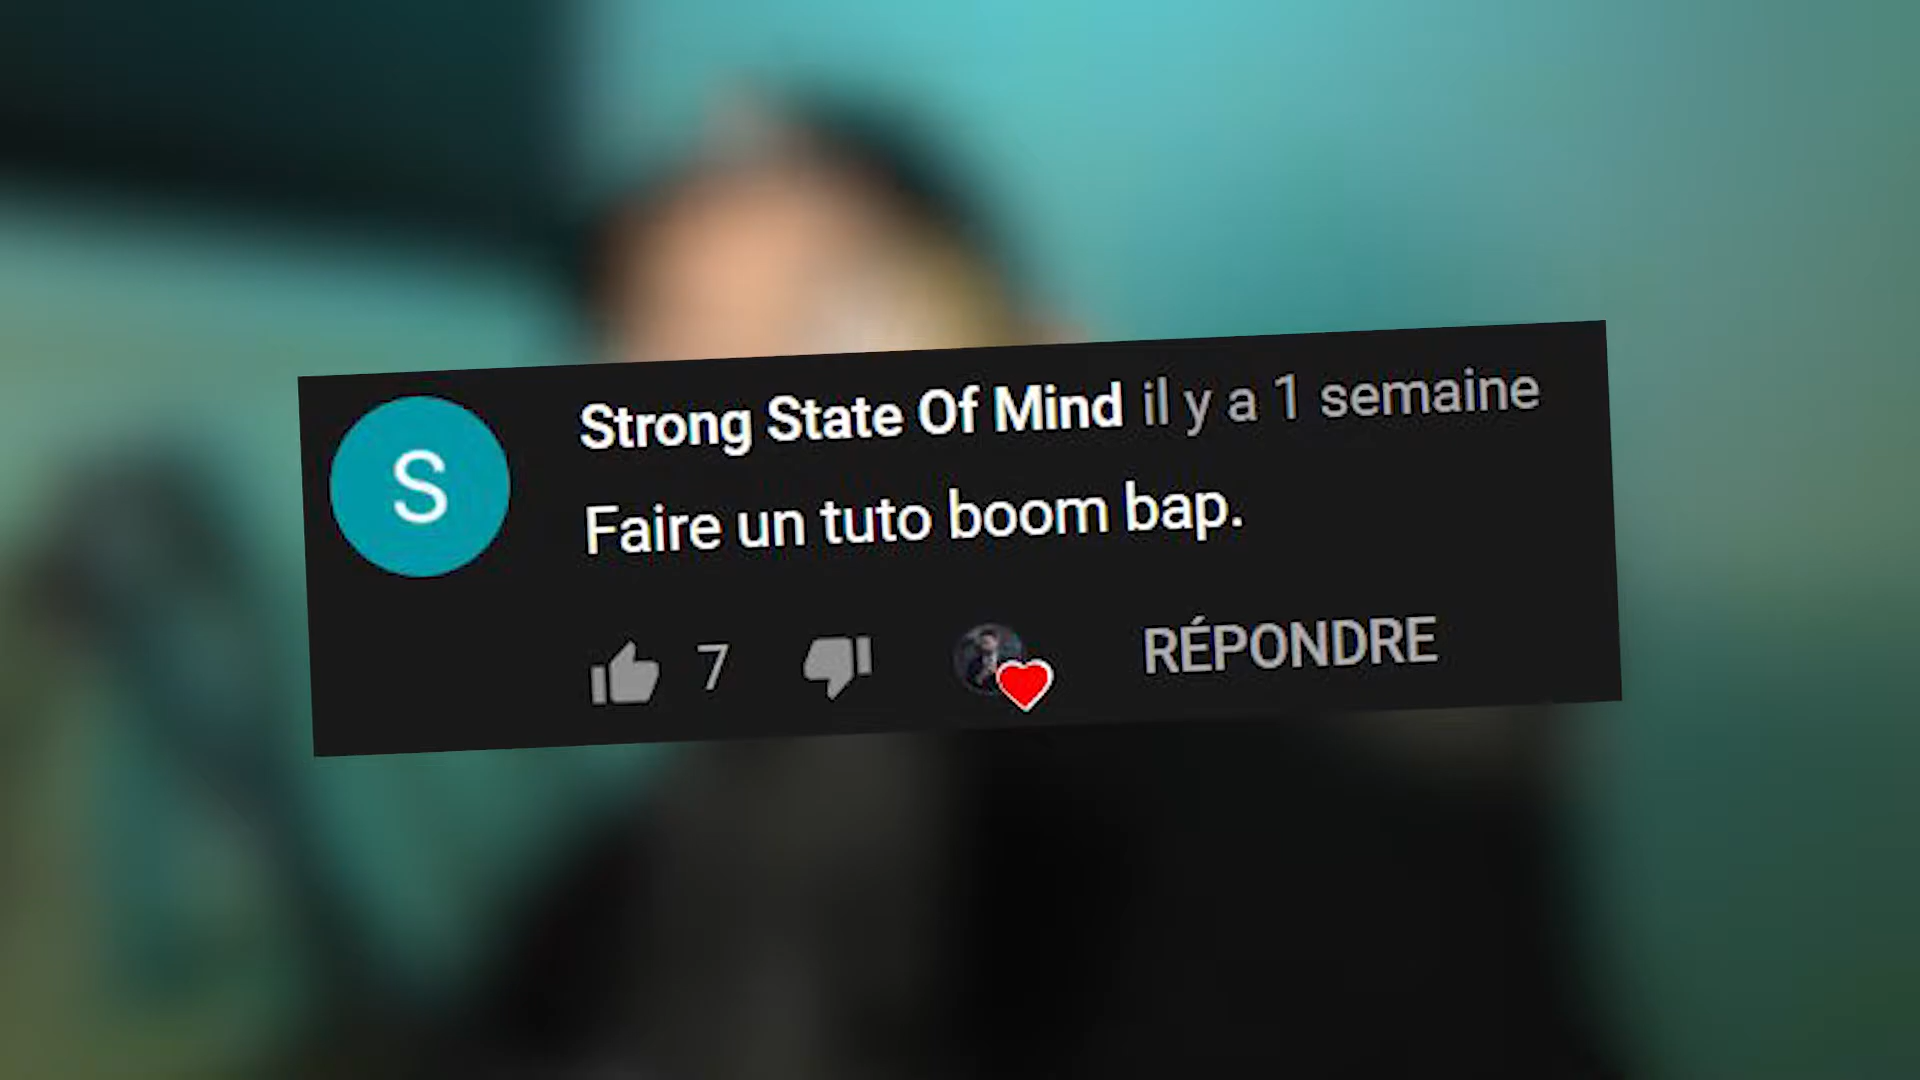 S
Strong State Of Mind il y a 1 semaine
Faire un tuto boom bap.
7
RÉPONDRE